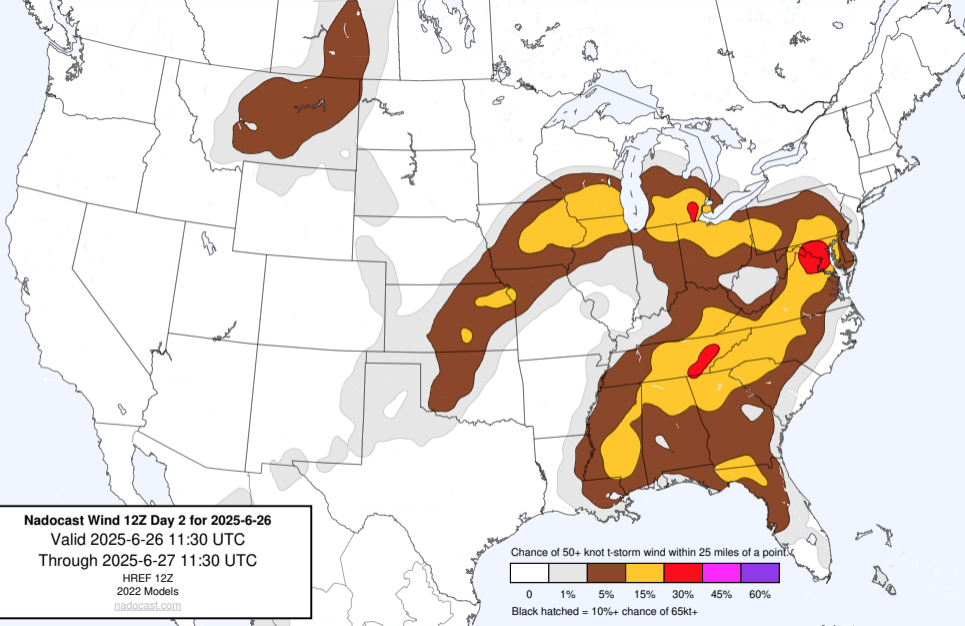 Nadocast Wind 12Z Day 2 for 2025-6-26
Valid 2025-6-26 11:30 UTC
Through 2025-6-27 11:30 UTC
HREF 12Z
2022 Models
nadocast.com
Chance of 50+ knot t-storm wind within 25 miles of a point.
0 1% 5% 15% 30% 45% 60%
Black hatched = 10%+ chance of 65kt+